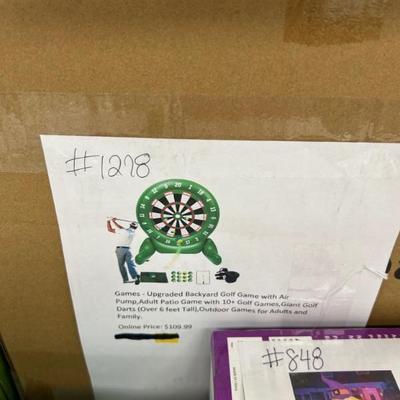 #1278
Games - Upgraded Backyard Golf Game with Air
Pump,Adult Patio Game with 10+ Golf Games,Giant Golf
Darts (Over 6 feet Tall),Outdoor Games for Adults and
Family.
Online Price: $109.99
#848